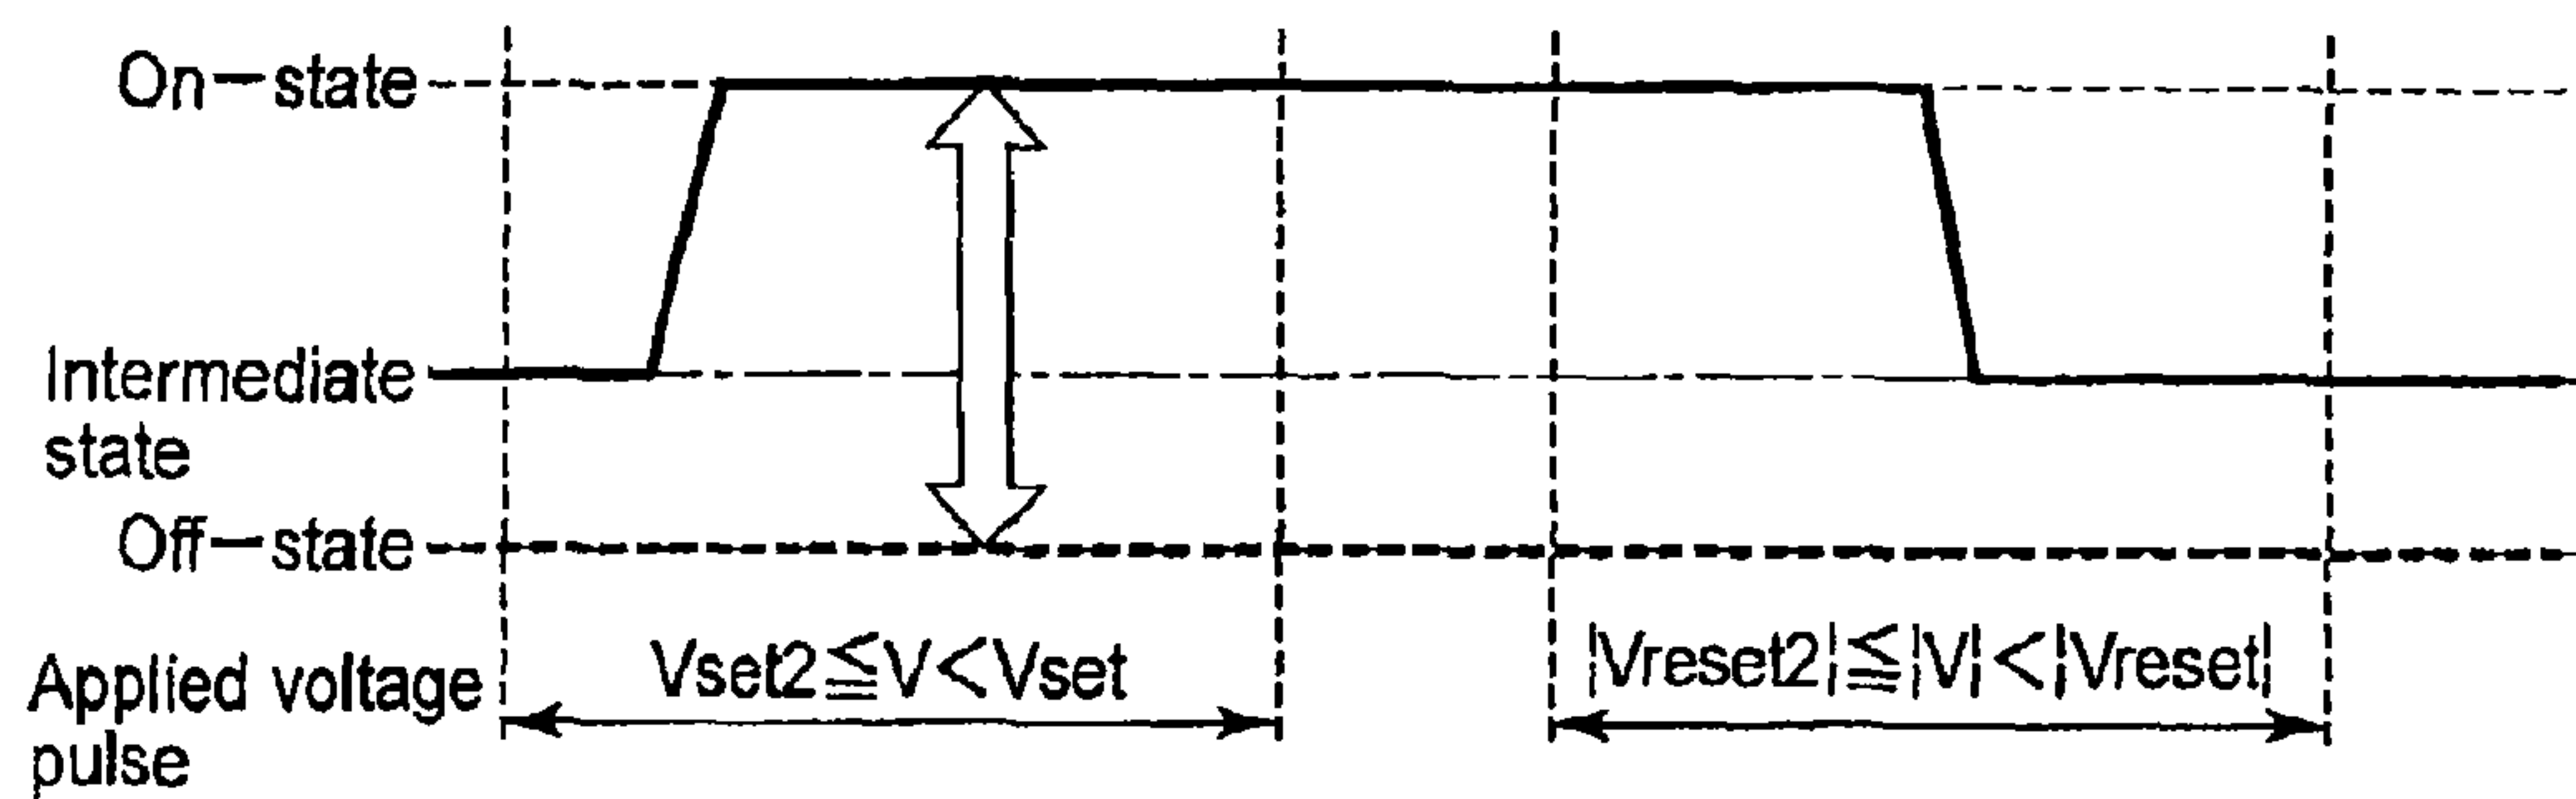 On-state
Intermediate
state
Off-state
Applied voltage
pulse
Vset2≦V<Vset
|Vreset2|≦|V|<|Vreset|